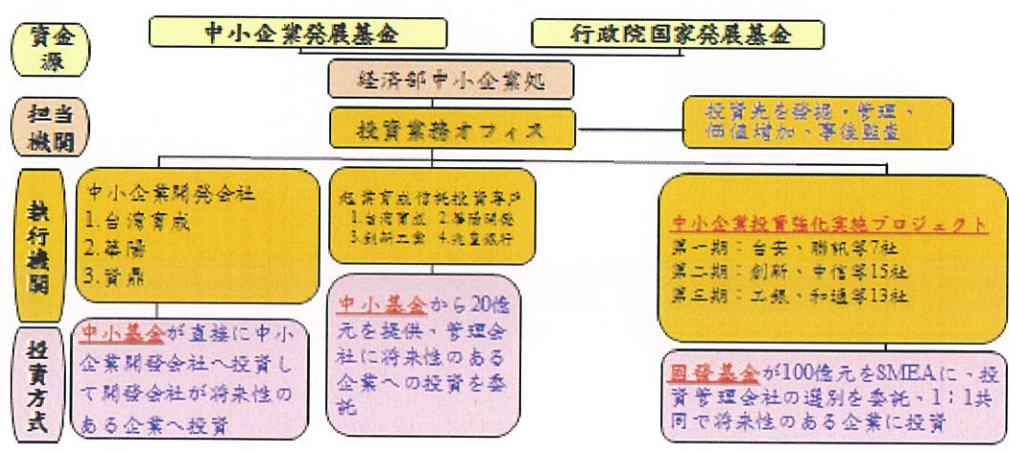 資金
源
中小企業発展基金
行政院国家発展基金
経済部中小企業処
担当
機関
投資業務オフィス
投資先を發掘・管理、
価値増加、事後監査
執
行
機
関
中小企業開発会社
1.台湾育成
2.華陽
3.資鼎
起業育成信託投資専戶
1.台湾育成 2.華陽開発
3.創新工業 4.兆豊銀行
中小企業投資強化実施プロジェクト
第一期：台安、聯訊等7社
第二期：創新、中信等15社
第三期：工銀、和通等13社
投
資
方
式
中小基金が直接に中小
企業開發会社へ投資し
て開發会社が将来性の
ある企業へ投資
中小基金から20億
元を提供、管理会
社に将来性のある
企業への投資を委
託
國發基金が100億元をSMEAに、投
資管理会社の選別を委託、1：1共
同で将来性のある企業に投資